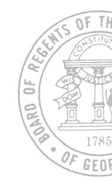 BOARD OF REGENTS OF TH
CONSTITU
1785
OF GEOR